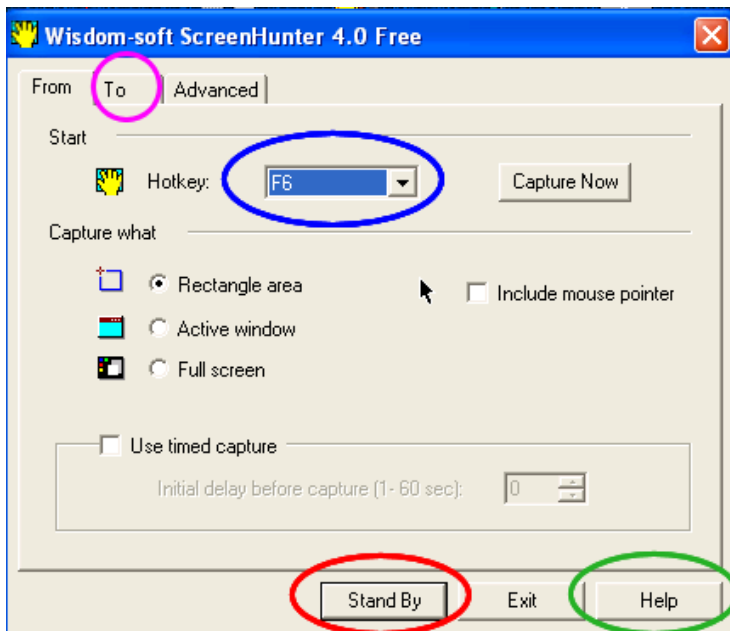 Wisdom-soft ScreenHunter 4.0 Free
From To Advanced
Start
Hotkey: F6 Capture Now
Capture what
Rectangle area Include mouse pointer
Active window
Full screen
Use timed capture
Initial delay before capture (1- 60 sec): 0
Stand By Exit Help